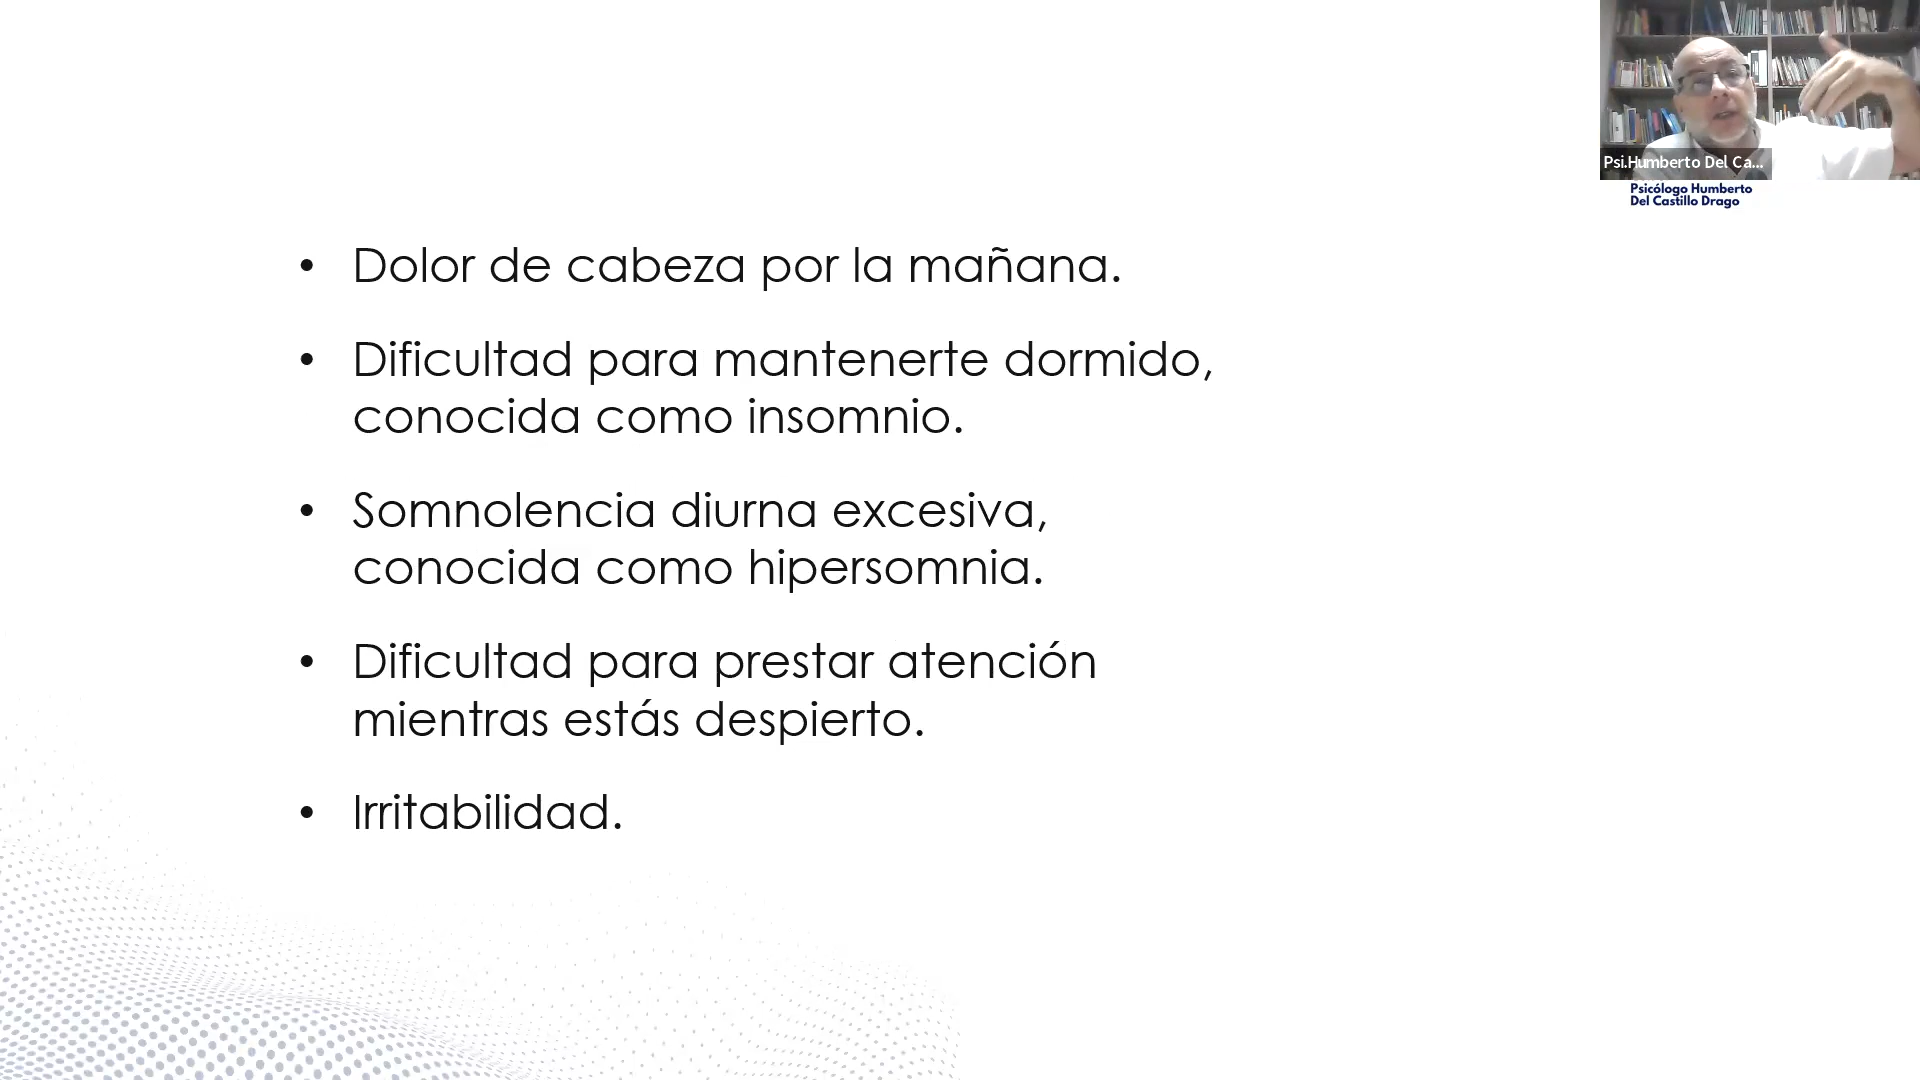 Psi.Humberto Del Ca...
Psicólogo Humberto
Del Castillo Drago
• Dolor de cabeza por la mañana.
• Dificultad para mantenerte dormido,
conocida como insomnio.
• Somnolencia diurna excesiva,
conocida como hipersomnia.
• Dificultad para prestar atención
mientras estás despierto.
• Irritabilidad.